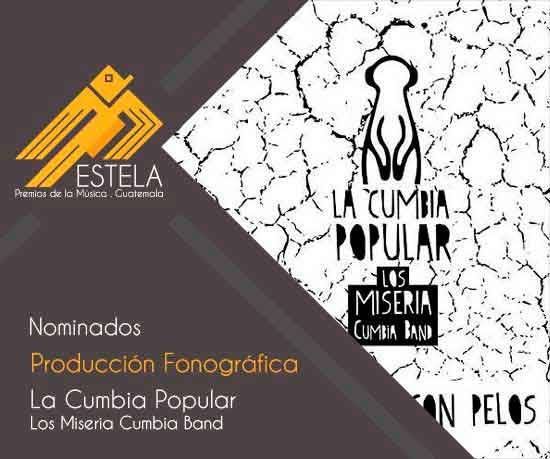 ESTELA
Premios de la Música . Guatemala
Nominados
Producción Fonográfica
La Cumbia Popular
Los Miseria Cumbia Band
LA CUMBIA
POPULAR
LOS
MISERIA
CUMBIA BAND
CON PELOS